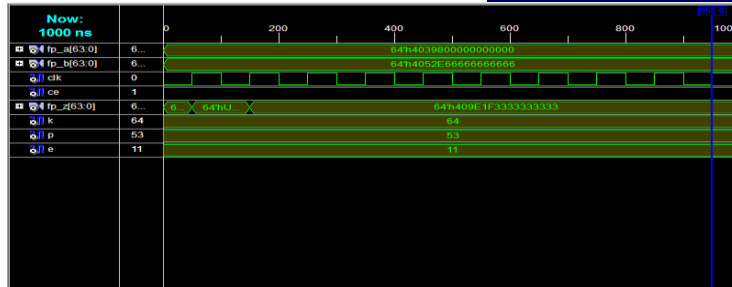 Now:
1000 ns
0 200 400 600 800 100
fp_a[63:0] 6... 64'h4039800000000000
fp_b[63:0] 6... 64'h4052E66666666666
clk 0
ce 1
fp_z[63:0] 6... 6... 64'hU... 64'h409E1F3333333333
k 64 64
p 53 53
e 11 11